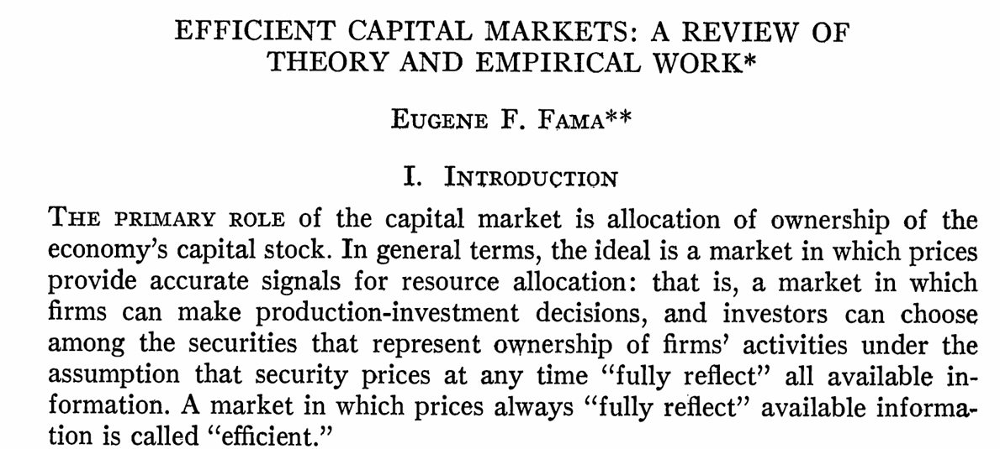 EFFICIENT CAPITAL MARKETS: A REVIEW OF
THEORY AND EMPIRICAL WORK*
EUGENE F. FAMA**
I. INTRODUCTION
THE PRIMARY ROLE of the capital market is allocation of ownership of the
economy's capital stock. In general terms, the ideal is a market in which prices
provide accurate signals for resource allocation: that is, a market in which
firms can make production-investment decisions, and investors can choose
among the securities that represent ownership of firms' activities under the
assumption that security prices at any time “fully reflect” all available in-
formation. A market in which prices always “fully reflect” available informa-
tion is called “efficient.”